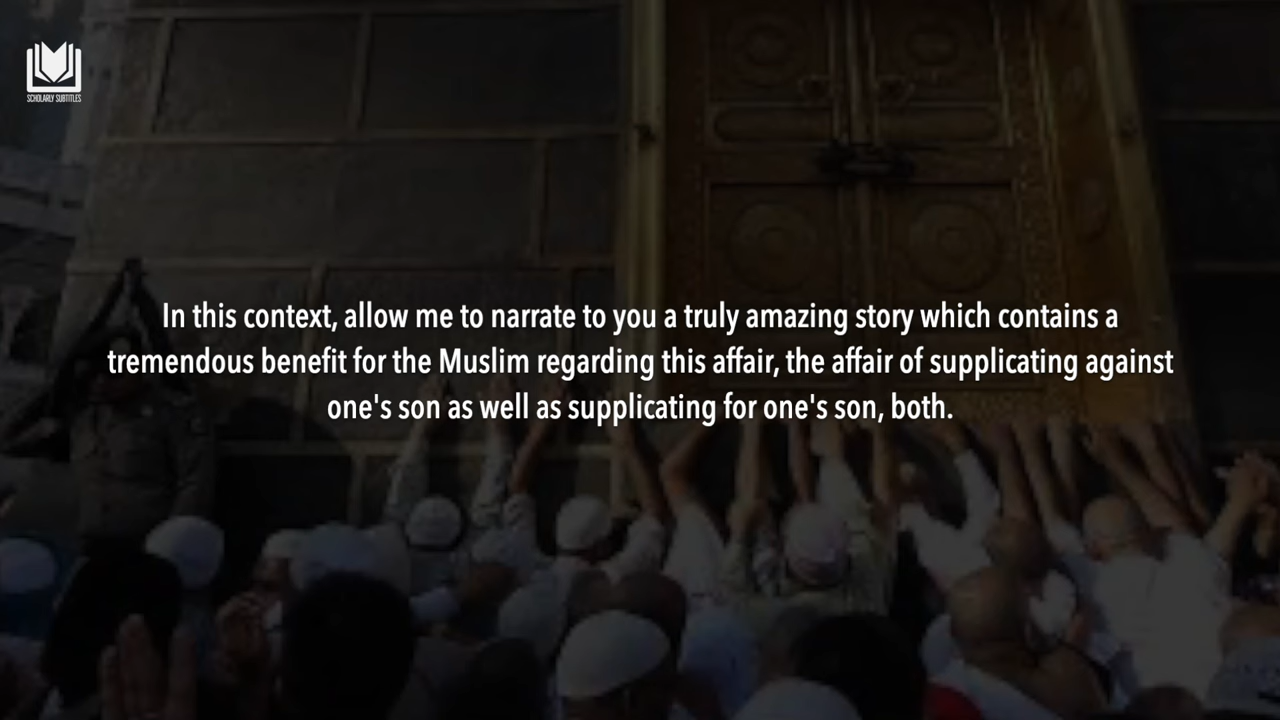 SCHOLARLY SUBTITLES
In this context, allow me to narrate to you a truly amazing story which contains a
tremendous benefit for the Muslim regarding this affair, the affair of supplicating against
one's son as well as supplicating for one's son, both.